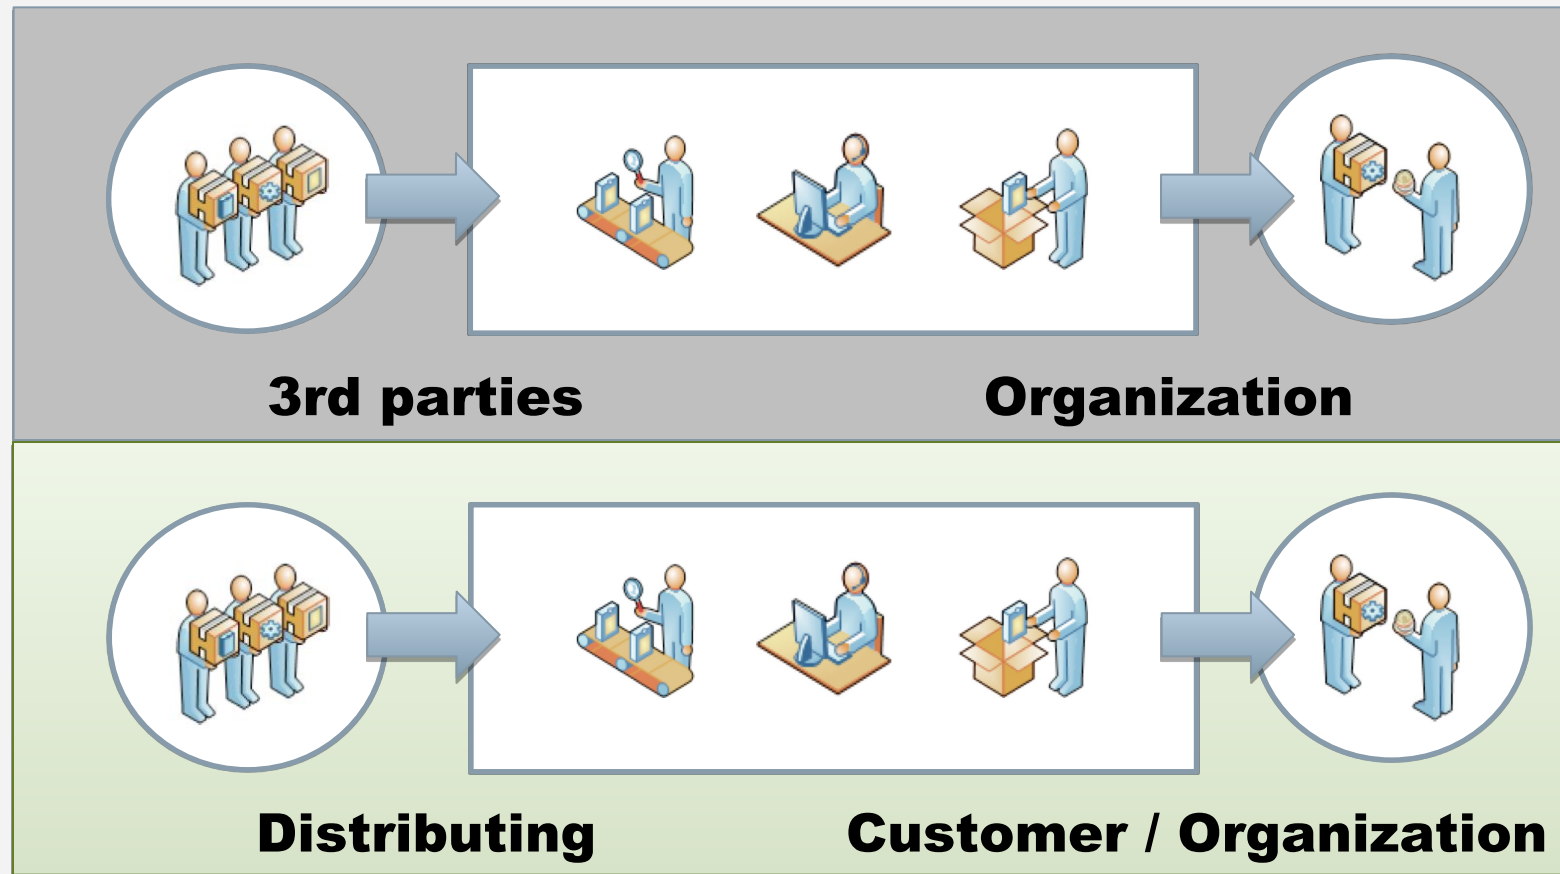 3rd parties
Organization
Distributing
Customer / Organization